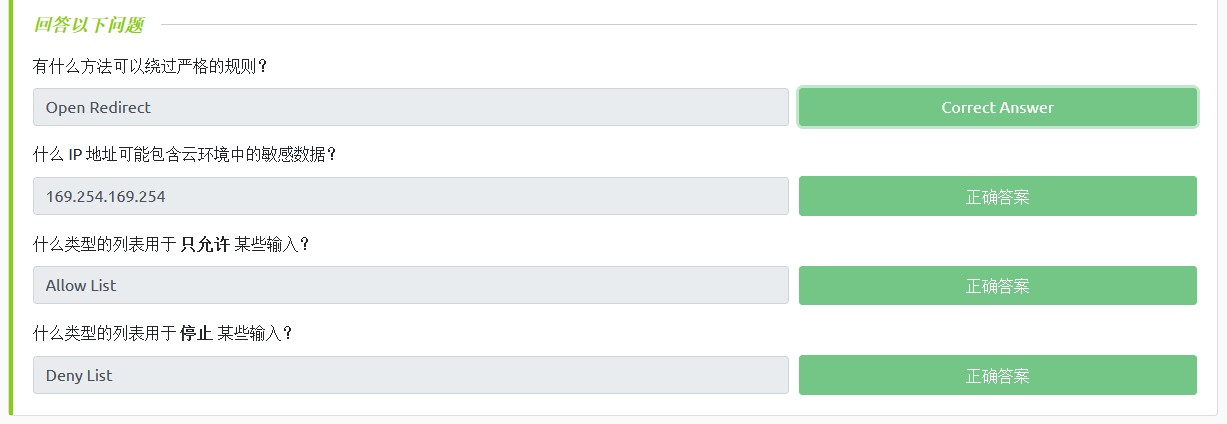 回答以下问题
有什么方法可以绕过严格的规则？
Open Redirect
Correct Answer
什么 IP 地址可能包含云环境中的敏感数据？
169.254.169.254
正确答案
什么类型的列表用于 只允许 某些输入？
Allow List
正确答案
什么类型的列表用于 停止 某些输入？
Deny List
正确答案